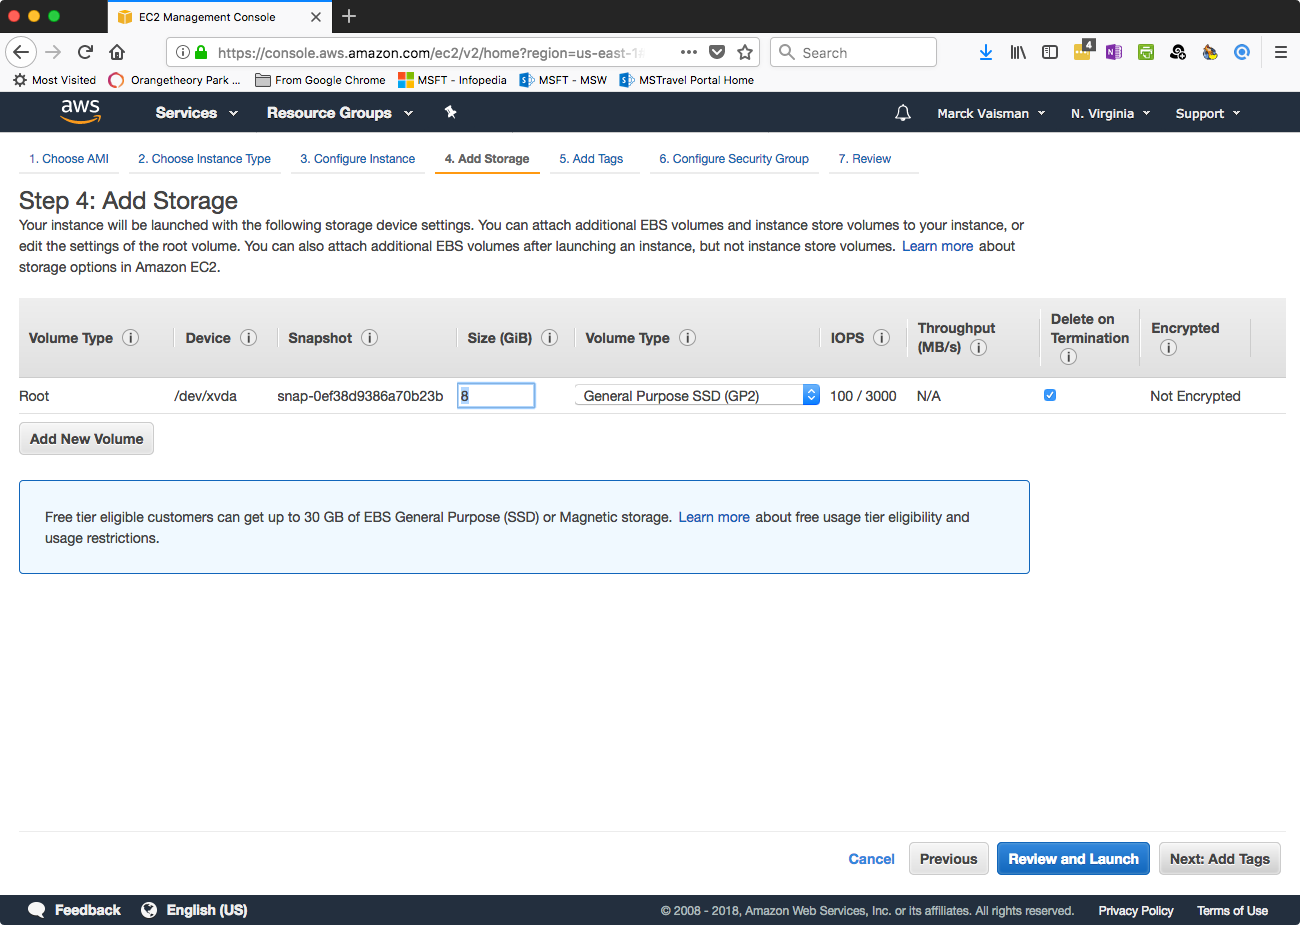 EC2 Management Console
https://console.aws.amazon.com/ec2/v2/home?region=us-east-1
Search
4
Most Visited Orangetheory Park ... From Google Chrome MSFT - Infopedia MSFT - MSW MSTravel Portal Home
aws Services Resource Groups Marck Vaisman N. Virginia Support
1. Choose AMI 2. Choose Instance Type 3. Configure Instance 4. Add Storage 5. Add Tags 6. Configure Security Group 7. Review
Step 4: Add Storage
Your instance will be launched with the following storage device settings. You can attach additional EBS volumes and instance store volumes to your instance, or
edit the settings of the root volume. You can also attach additional EBS volumes after launching an instance, but not instance store volumes. Learn more about
storage options in Amazon EC2.
Volume Type Device Snapshot Size (GiB) Volume Type IOPS Throughput (MB/s) Delete on Termination Encrypted
Root /dev/xvda snap-0ef38d9386a70b23b 8 General Purpose SSD (GP2) 100 / 3000 N/A Not Encrypted
Add New Volume
Free tier eligible customers can get up to 30 GB of EBS General Purpose (SSD) or Magnetic storage. Learn more about free usage tier eligibility and
usage restrictions.
Cancel Previous Review and Launch Next: Add Tags
Feedback English (US) © 2008 - 2018, Amazon Web Services, Inc. or its affiliates. All rights reserved. Privacy Policy Terms of Use